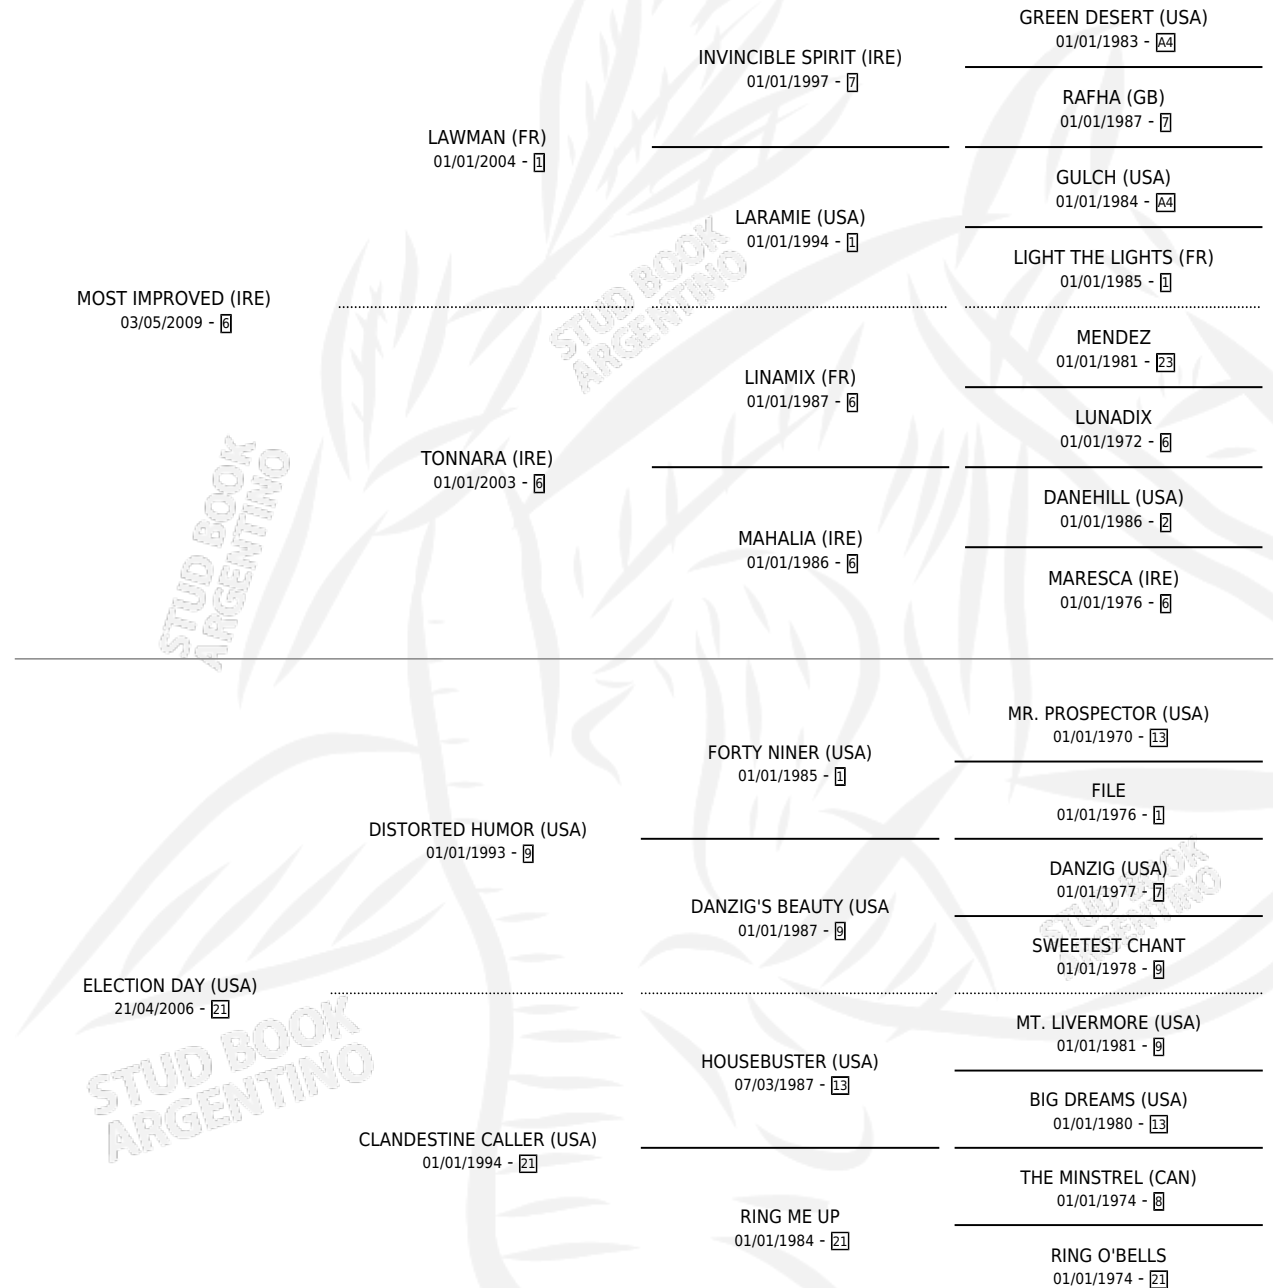 GREEN DESERT (USA)
01/01/1983 - A4
INVINCIBLE SPIRIT (IRE)
01/01/1997 - 7
RAFHA (GB)
01/01/1987 - 7
LAWMAN (FR)
01/01/2004 - 1
GULCH (USA)
01/01/1984 - A4
LARAMIE (USA)
01/01/1994 - 1
LIGHT THE LIGHTS (FR)
01/01/1985 - 1
MOST IMPROVED (IRE)
03/05/2009 - 6
MENDEZ
01/01/1981 - 23
LINAMIX (FR)
01/01/1987 - 6
LUNADIX
01/01/1972 - 6
TONNARA (IRE)
01/01/2003 - 6
DANEHILL (USA)
01/01/1986 - 2
MAHALIA (IRE)
01/01/1986 - 6
MARESCA (IRE)
01/01/1976 - 6
MR. PROSPECTOR (USA)
01/01/1970 - 13
FORTY NINER (USA)
01/01/1985 - 1
FILE
01/01/1976 - 1
DISTORTED HUMOR (USA)
01/01/1993 - 9
DANZIG (USA)
01/01/1977 - 7
DANZIG'S BEAUTY (USA
01/01/1987 - 9
SWEETEST CHANT
01/01/1978 - 9
ELECTION DAY (USA)
21/04/2006 - 21
MT. LIVERMORE (USA)
01/01/1981 - 9
HOUSEBUSTER (USA)
07/03/1987 - 13
BIG DREAMS (USA)
01/01/1980 - 13
CLANDESTINE CALLER (USA)
01/01/1994 - 21
THE MINSTREL (CAN)
01/01/1974 - 8
RING ME UP
01/01/1984 - 21
RING O'BELLS
01/01/1974 - 21
STUD BOOK
ARGENTINO
STUD BOOK
ARGENTINO
STUD BOOK
ARGENTINO
STUD BOOK
ARGENTINO